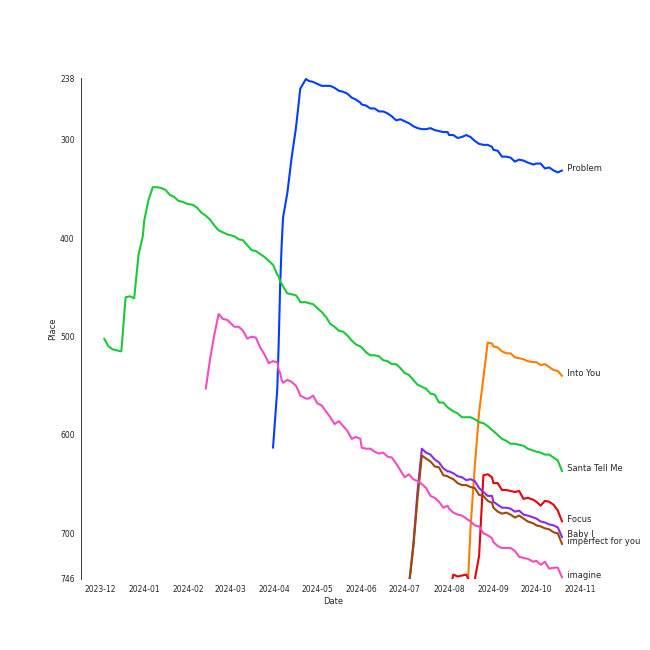 238
300
400
500
600
700
746
Place
Problem
Into You
Santa Tell Me
Focus
Baby I
imperfect for you
imagine
2023-12 2024-01 2024-02 2024-03 2024-04 2024-05 2024-06 2024-07 2024-08 2024-09 2024-10 2024-11
Date